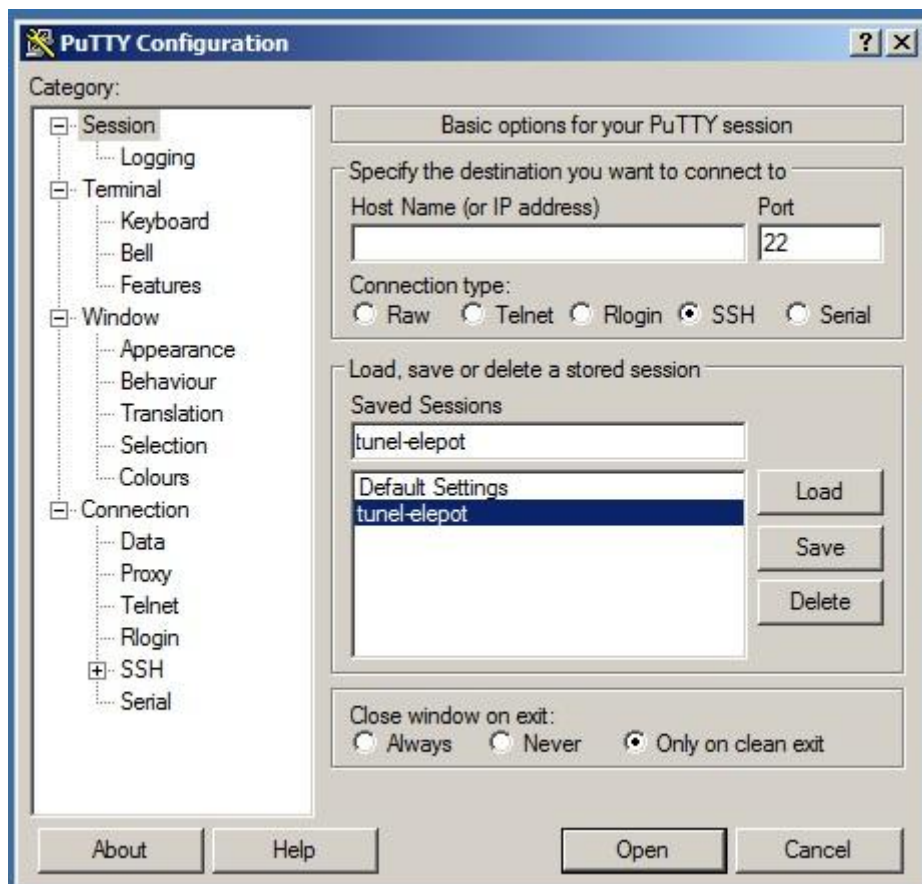 PuTTY Configuration
Category:
Session
Logging
Terminal
Keyboard
Bell
Features
Window
Appearance
Behaviour
Translation
Selection
Colours
Connection
Data
Proxy
Telnet
Rlogin
SSH
Serial
Basic options for your PuTTY session
Specify the destination you want to connect to
Host Name (or IP address) Port
22
Connection type:
Raw Telnet Rlogin SSH Serial
Load, save or delete a stored session
Saved Sessions
tunel-elepot
Default Settings
tunel-elepot
Load
Save
Delete
Close window on exit:
Always Never Only on clean exit
About Help Open Cancel